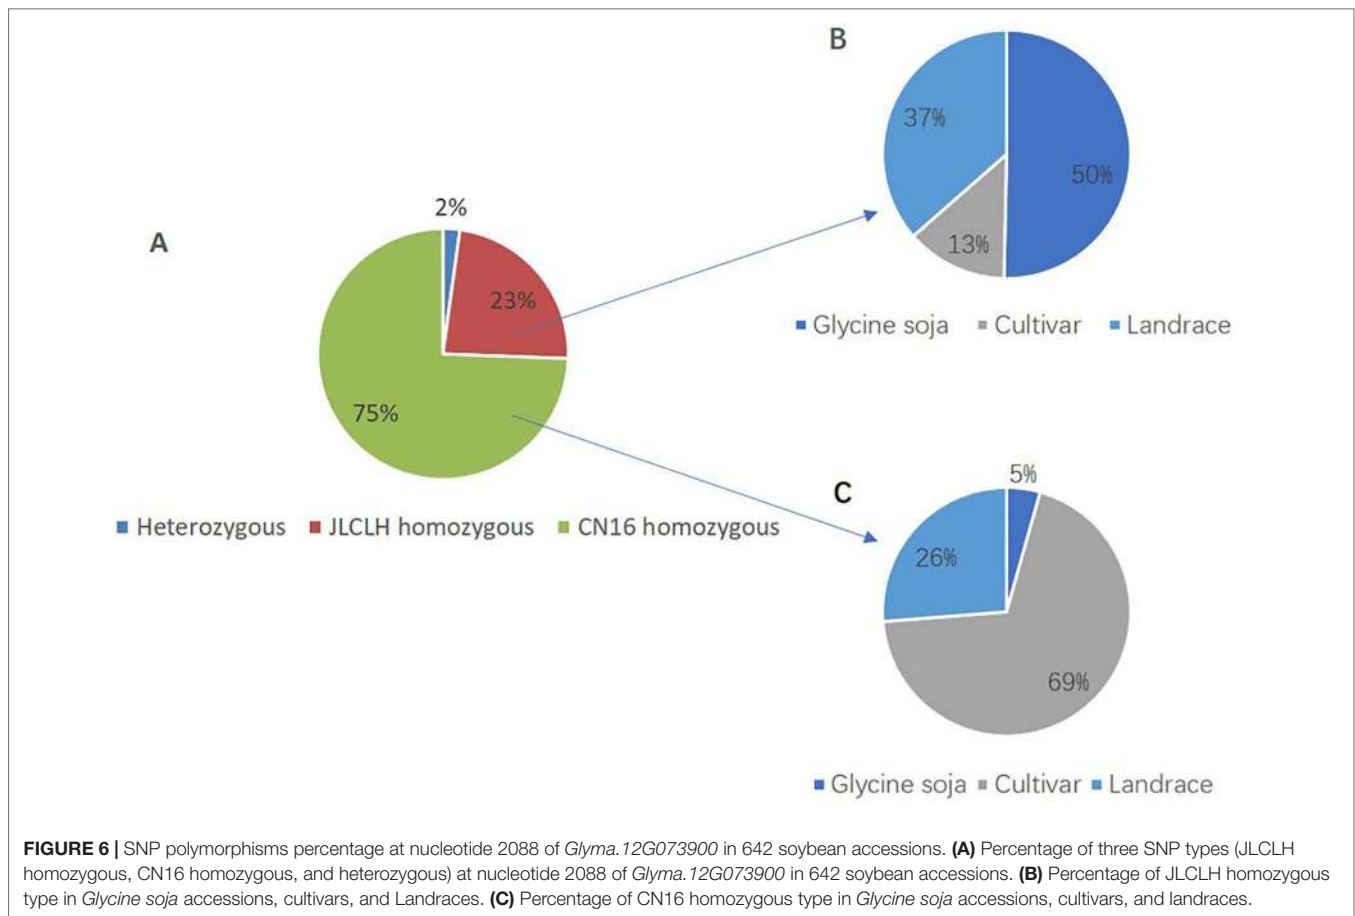 B
37%
50%
13%
Glycine soja Cultivar Landrace
A
2%
23%
75%
Heterozygous JLCLH homozygous CN16 homozygous
C
5%
26%
69%
Glycine soja Cultivar Landrace
FIGURE 6 | SNP polymorphisms percentage at nucleotide 2088 of Glyma.12G073900 in 642 soybean accessions. (A) Percentage of three SNP types (JLCLH
homozygous, CN16 homozygous, and heterozygous) at nucleotide 2088 of Glyma.12G073900 in 642 soybean accessions. (B) Percentage of JLCLH homozygous
type in Glycine soja accessions, cultivars, and Landraces. (C) Percentage of CN16 homozygous type in Glycine soja accessions, cultivars, and landraces.